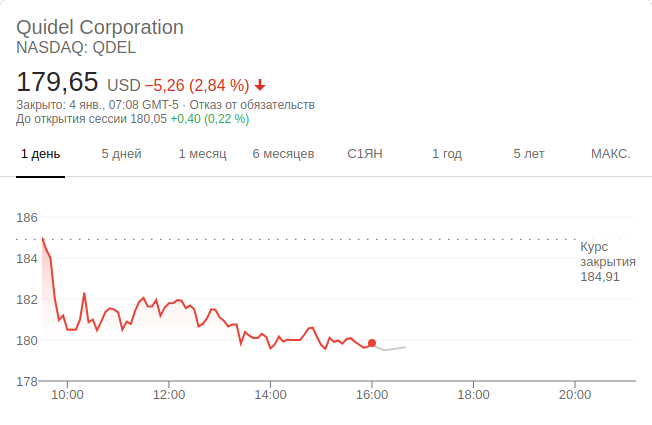 Quidel Corporation
NASDAQ: QDEL
179,65 USD −5,26 (2,84 %)
Закрыто: 4 янв., 07:08 GMT-5 · Отказ от обязательств
До открытия сессии 180,05 +0,40 (0,22 %)
1 день 5 дней 1 месяц 6 месяцев С1ЯН 1 год 5 лет МАКС.
186
184
182
180
178
Курс
закрытия
184,91
10:00 12:00 14:00 16:00 18:00 20:00